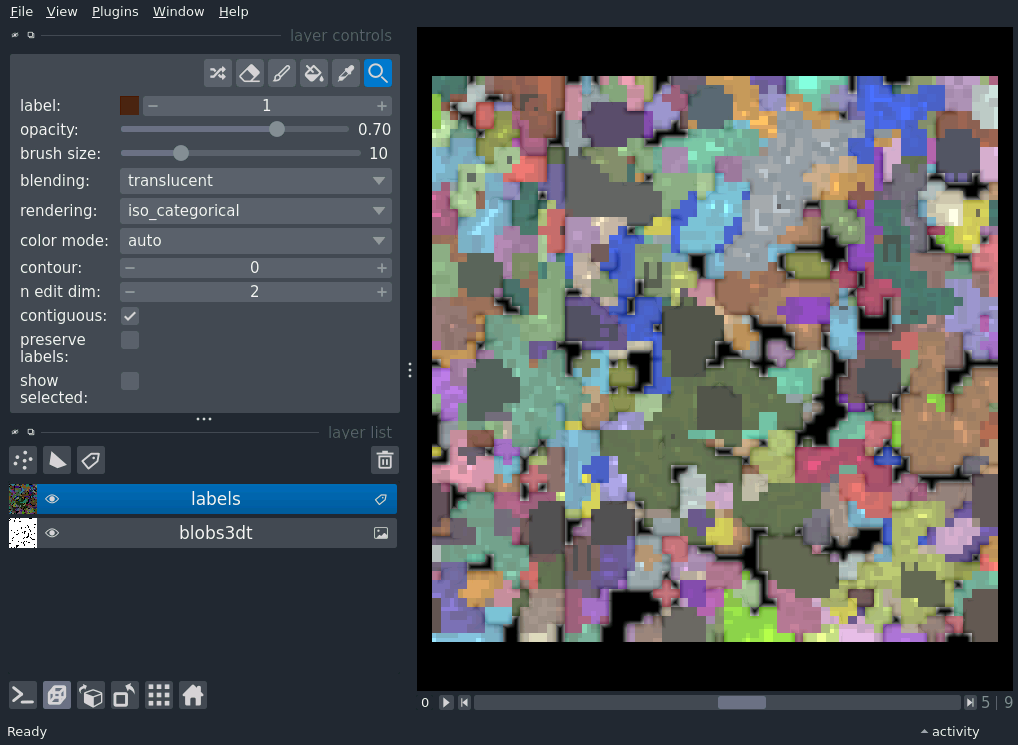 File View Plugins Window Help
layer controls
label: 1
opacity: 0.70
brush size: 10
blending: translucent
rendering: iso_categorical
color mode: auto
contour: 0
n edit dim: 2
contiguous:
preserve
labels:
show
selected:
layer list
labels
blobs3dt
0 5 | 9
Ready activity